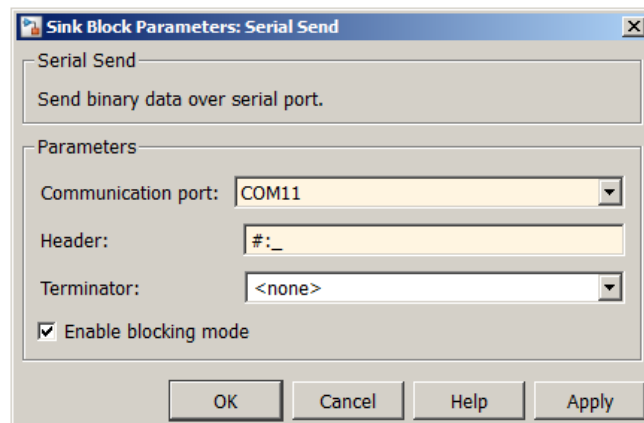 Sink Block Parameters: Serial Send
Serial Send
Send binary data over serial port.
Parameters
Communication port: COM11
Header: #:_
Terminator: <none>
Enable blocking mode
OK Cancel Help Apply